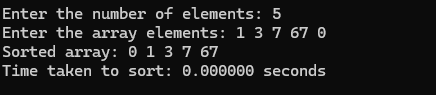 Enter the number of elements: 5
Enter the array elements: 1 3 7 67 0
Sorted array: 0 1 3 7 67
Time taken to sort: 0.000000 seconds